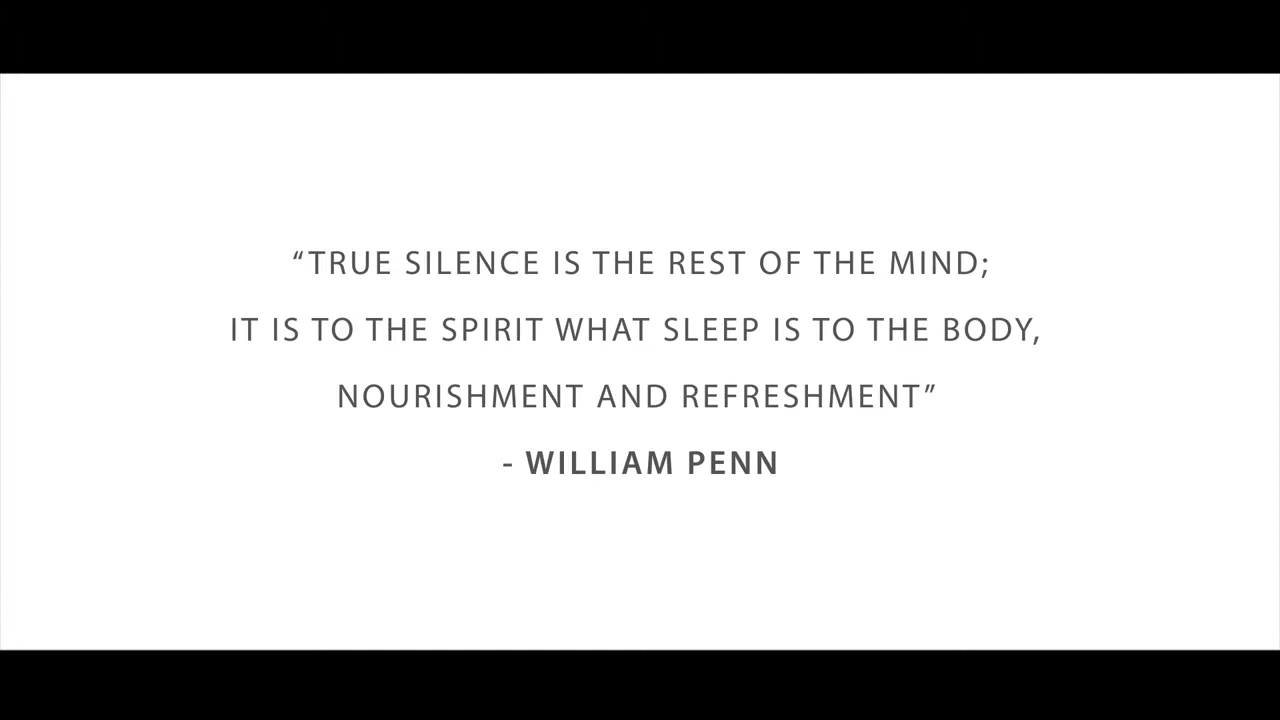 “TRUE SILENCE IS THE REST OF THE MIND;
IT IS TO THE SPIRIT WHAT SLEEP IS TO THE BODY,
NOURISHMENT AND REFRESHMENT”
- WILLIAM PENN